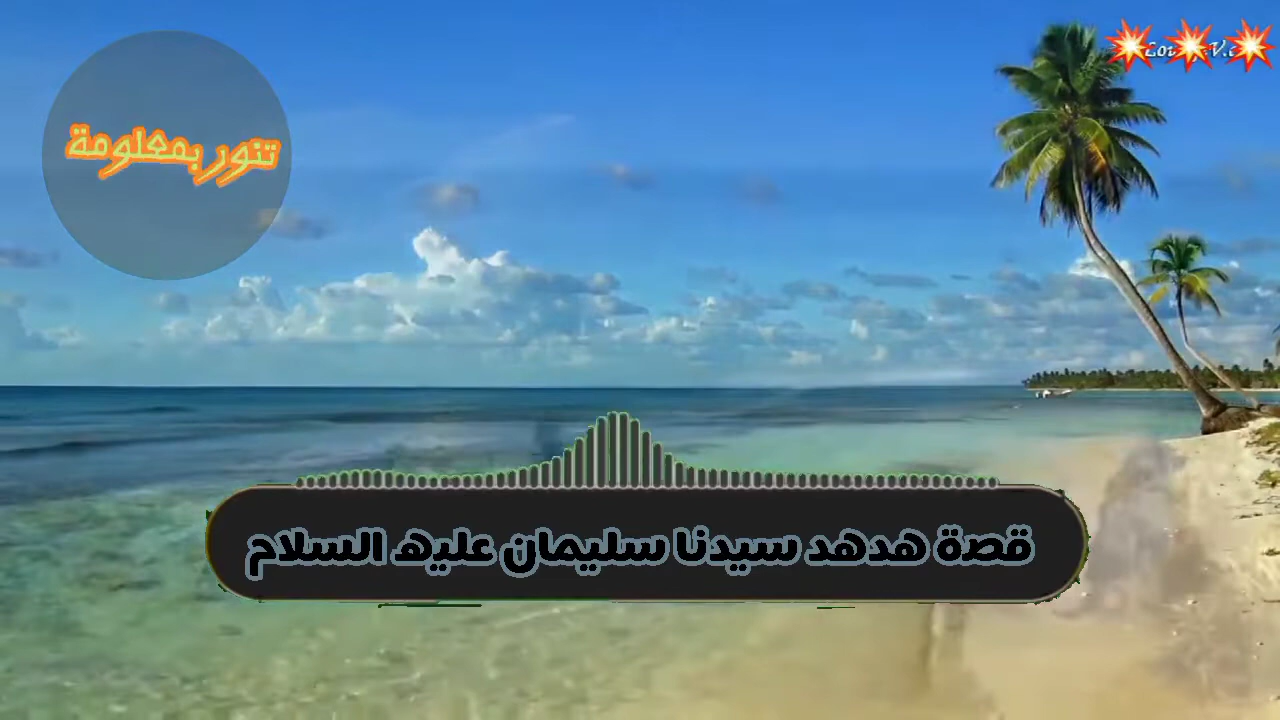 تنور بمعلومة
قصة هدهد سيدنا سليمان عليه السلام